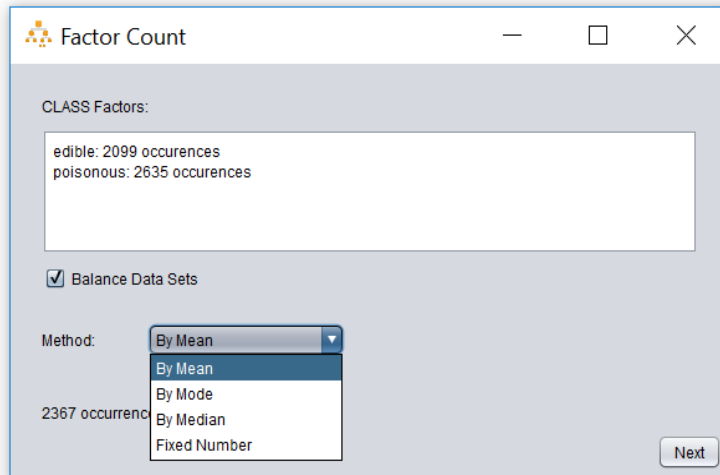 Factor Count
CLASS Factors:
edible: 2099 occurences
poisonous: 2635 occurences
Balance Data Sets
Method: By Mean
By Mean
By Mode
By Median
Fixed Number
2367 occurrenc
Next